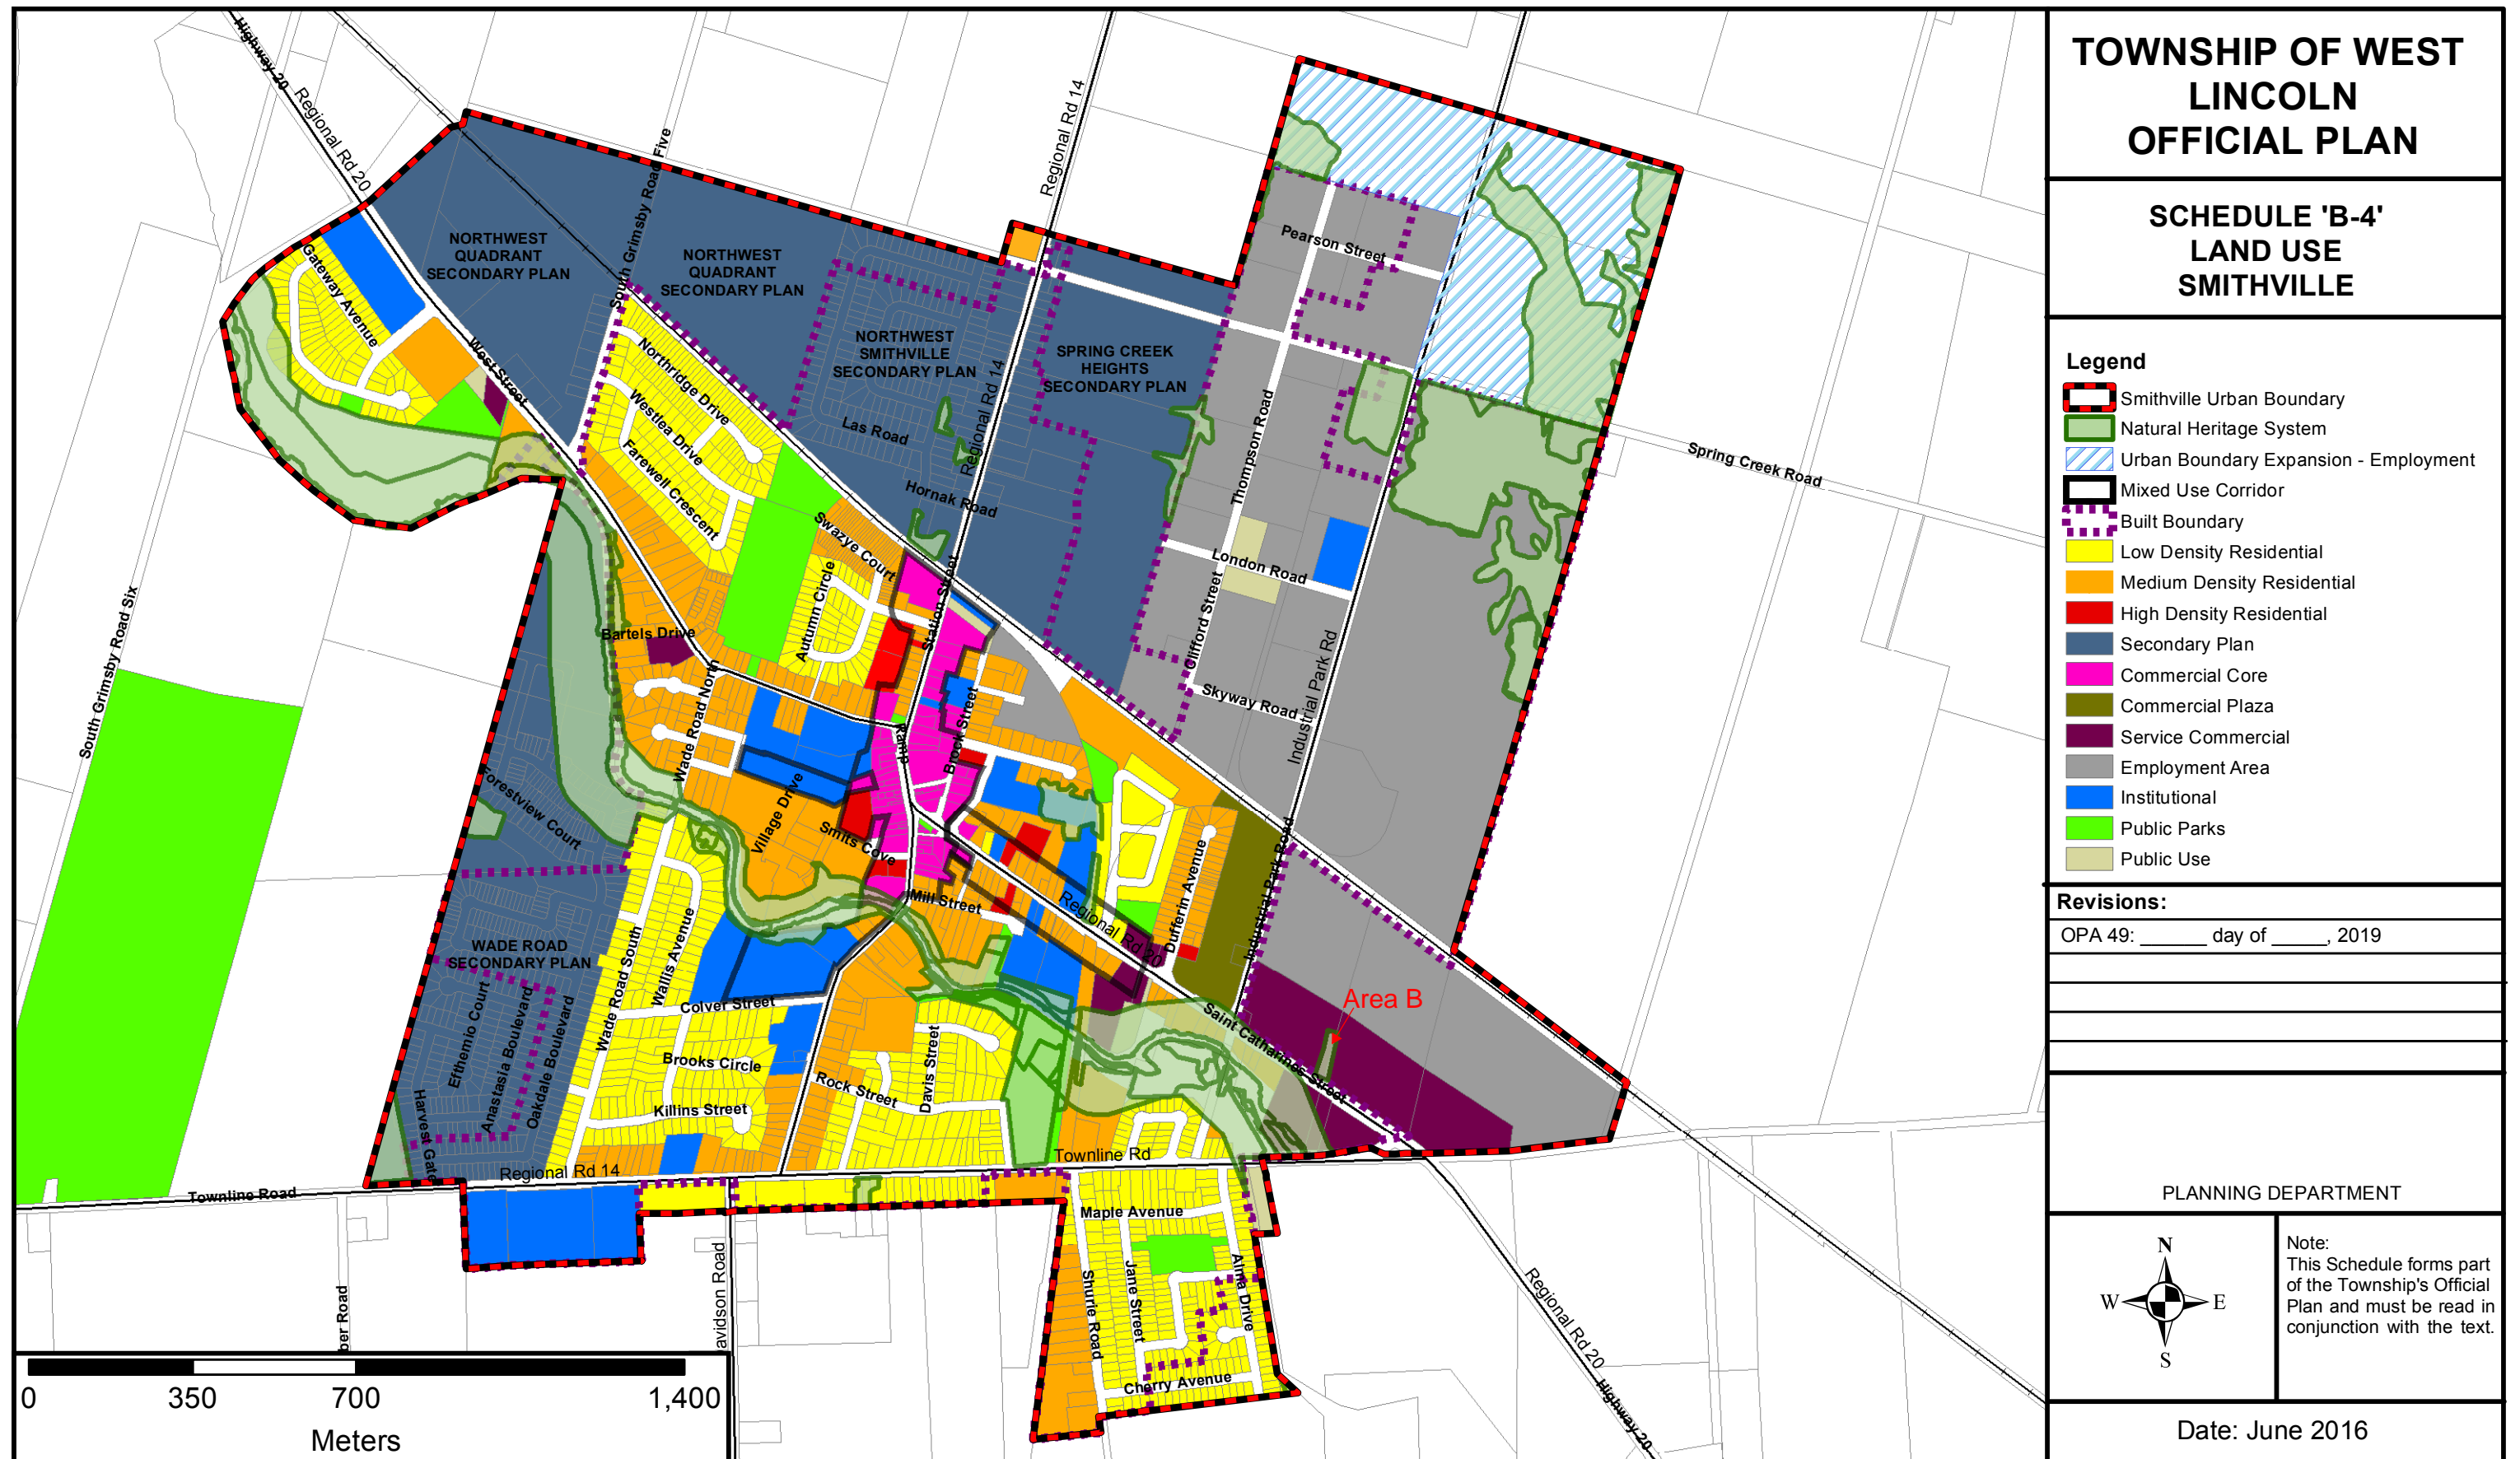 TOWNSHIP OF WEST
LINCOLN
OFFICIAL PLAN
SCHEDULE 'B-4'
LAND USE
SMITHVILLE
Legend
Smithville Urban Boundary
Natural Heritage System
Urban Boundary Expansion - Employment
Mixed Use Corridor
Built Boundary
Low Density Residential
Medium Density Residential
High Density Residential
Secondary Plan
Commercial Core
Commercial Plaza
Service Commercial
Employment Area
Institutional
Public Parks
Public Use
Revisions:
OPA 49: ______ day of _____, 2019
PLANNING DEPARTMENT
N
W
E
S
Note:
This Schedule forms part
of the Township's Official
Plan and must be read in
conjunction with the text.
Date: June 2016
Highway 20
Regional Rd 20
South Grimsby Road Five
Regional Rd 14
NORTHWEST
QUADRANT
SECONDARY PLAN
NORTHWEST
QUADRANT
SECONDARY PLAN
NORTHWEST
SMITHVILLE
SECONDARY PLAN
SPRING CREEK
HEIGHTS
SECONDARY PLAN
Gateway Avenue
West Street
Northridge Drive
Westlea Drive
Farewell Crescent
Las Road
Regional Rd 14
Hornak Road
Pearson Street
Thompson Road
Spring Creek Road
London Road
Clifford Street
Skyway Road
Industrial Park Rd
Industrial Park Road
Swazye Court
Station Street
Autumn Circle
Bartels Drive
Wade Road North
Ramp
Brock Street
Village Drive
Smits Cove
Mill Street
Regional Rd 20
Dufferin Avenue
South Grimsby Road Six
Forestview Court
WADE ROAD
SECONDARY PLAN
Wade Road South
Wallis Avenue
Colver Street
Brooks Circle
Killins Street
Rock Street
Davis Street
Efthemio Court
Anastasia Boulevard
Oakdale Boulevard
Harvest Gate
Saint Catharines Street
Area B
Regional Rd 14
Townline Road
Townline Rd
Maple Avenue
Jane Street
Shurie Road
Alma Drive
Cherry Avenue
Regional Rd 20
Highway 20
ber Road
avidson Road
0
350
700
1,400
Meters